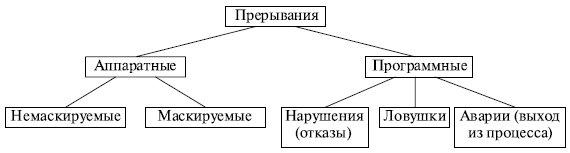 Прерывания
Аппаратные
Программные
Немаскируемые
Маскируемые
Нарушения
(отказы)
Ловушки
Аварии (выход
из процесса)